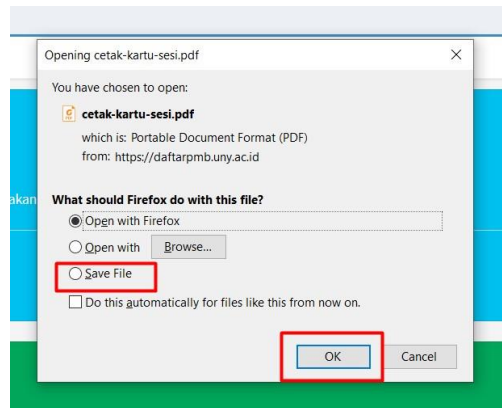 Opening cetak-kartu-sesi.pdf
You have chosen to open:
cetak-kartu-sesi.pdf
which is: Portable Document Format (PDF)
from: https://daftarpmb.uny.ac.id
akan
What should Firefox do with this file?
Open with Firefox
Open with Browse...
Save File
Do this automatically for files like this from now on.
OK Cancel